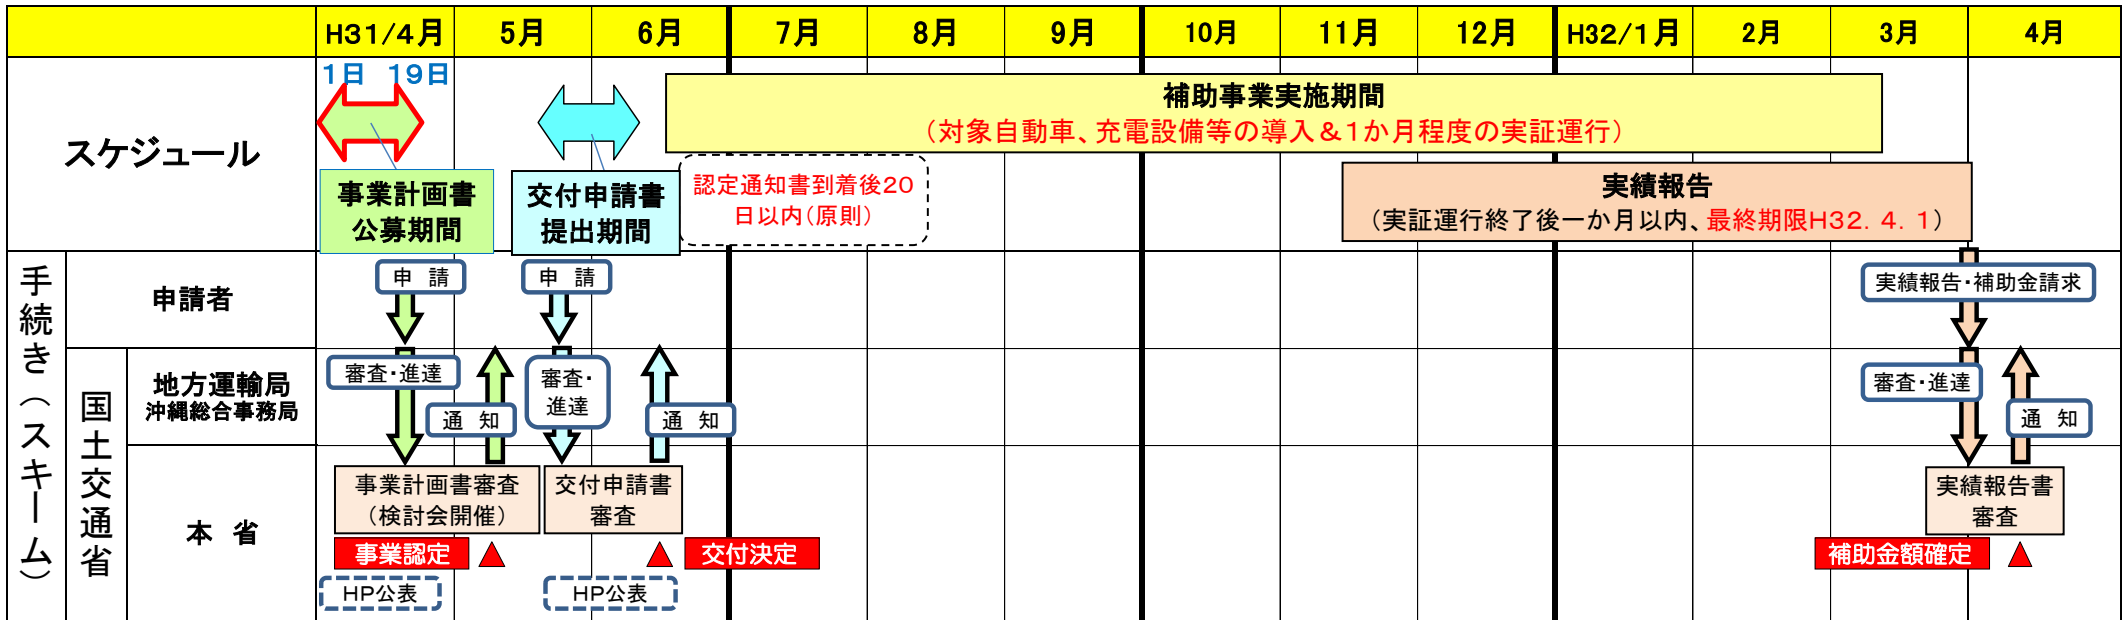 H31/4月 5月 6月 7月 8月 9月 10月 11月 12月 H32/1月 2月 3月 4月
スケジュール
1日 19日
補助事業実施期間
（対象自動車、充電設備等の導入＆1か月程度の実証運行）
事業計画書
公募期間
交付申請書
提出期間
認定通知書到着後20
日以内（原則）
実績報告
（実証運行終了後一か月以内、最終期限H32．4．1）
手続き（スキーム）
申請者
申 請
申 請
実績報告・補助金請求
国土交通省
地方運輸局
沖縄総合事務局
審査・進達
通 知
審査・
進達
通 知
審査・進達
通 知
本 省
事業計画書審査
（検討会開催）
交付申請書
審査
実績報告書
審査
事業認定
交付決定
補助金額確定
HP公表
HP公表